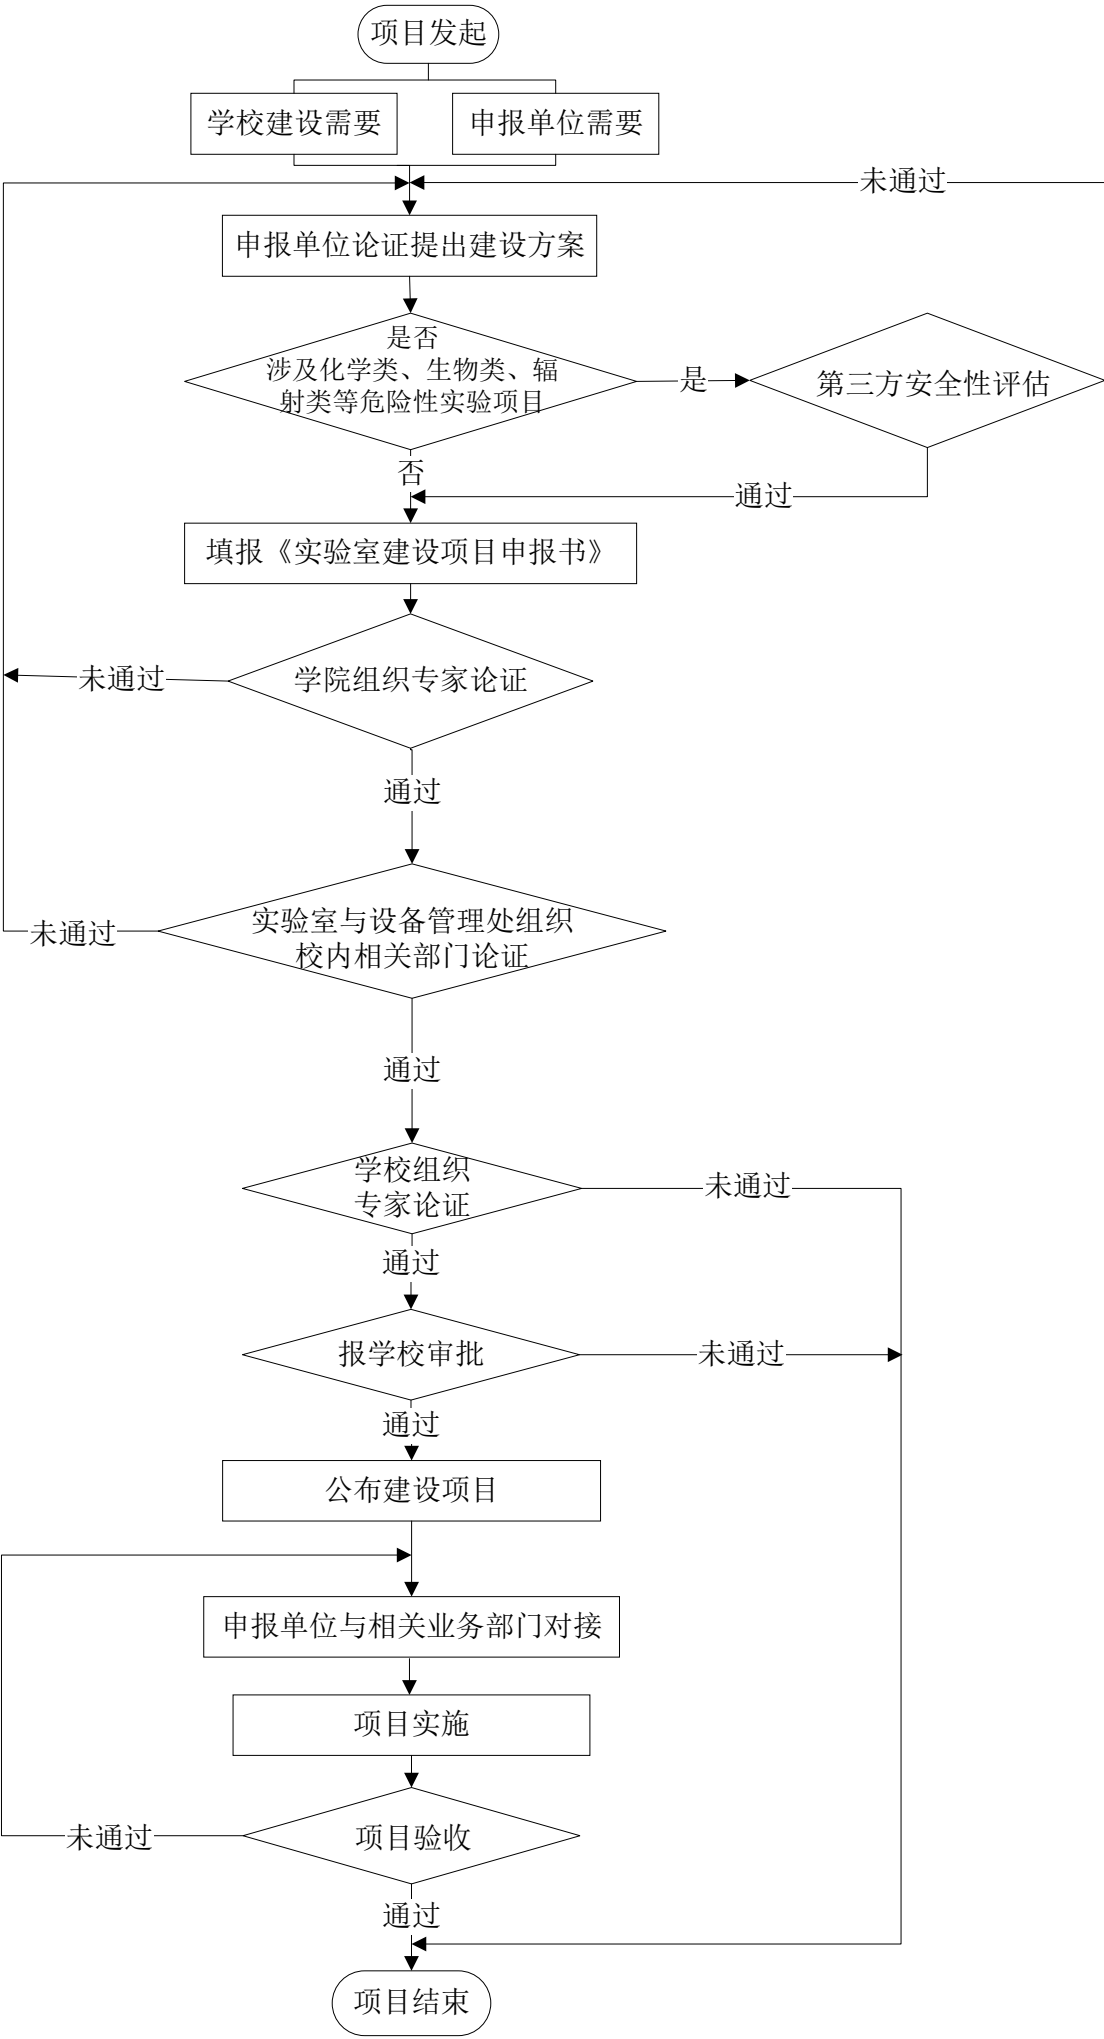 项目发起
学校建设需要
申报单位需要
未通过
申报单位论证提出建设方案
是否
涉及化学类、生物类、辐
射类等危险性实验项目
是
第三方安全性评估
否
通过
填报《实验室建设项目申报书》
学院组织专家论证
未通过
通过
实验室与设备管理处组织
校内相关部门论证
未通过
通过
学校组织
专家论证
未通过
通过
报学校审批
未通过
通过
公布建设项目
申报单位与相关业务部门对接
项目实施
项目验收
未通过
通过
项目结束